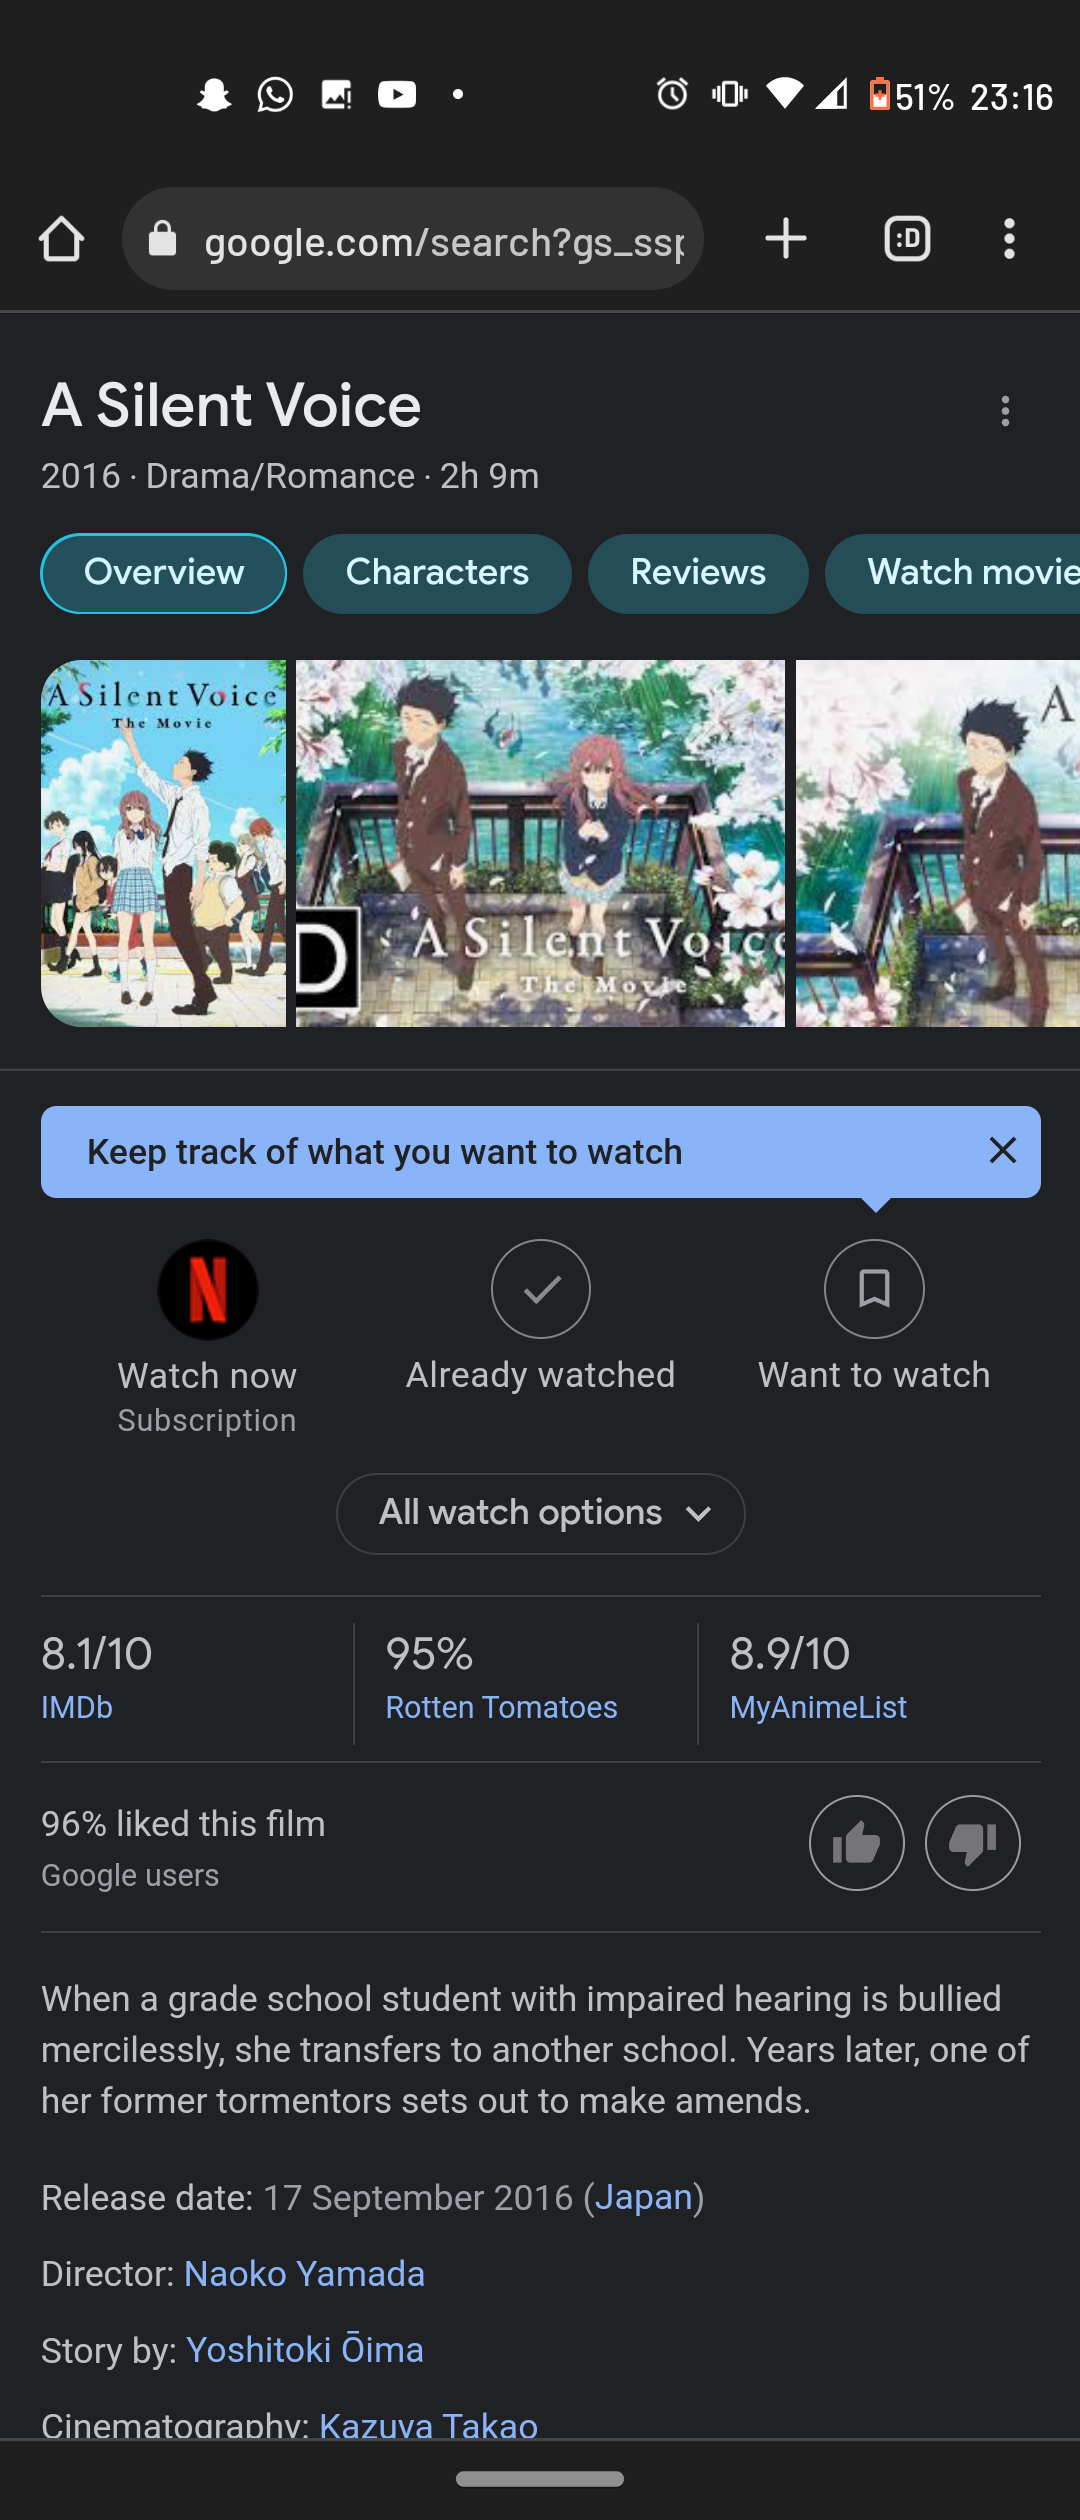 51% 23:16
google.com/search?gs_ssp
:D
A Silent Voice
2016 · Drama/Romance · 2h 9m
Overview Characters Reviews Watch movie
A Silent Voice
The Movie
D
A Silent Voice
The Movie
A
Keep track of what you want to watch
N
Watch now Already watched Want to watch
Subscription
All watch options
8.1/10 95% 8.9/10
IMDb Rotten Tomatoes MyAnimeList
96% liked this film
Google users
When a grade school student with impaired hearing is bullied
mercilessly, she transfers to another school. Years later, one of
her former tormentors sets out to make amends.
Release date: 17 September 2016 (Japan)
Director: Naoko Yamada
Story by: Yoshitoki Ōima
Cinematography: Kazuya Takao